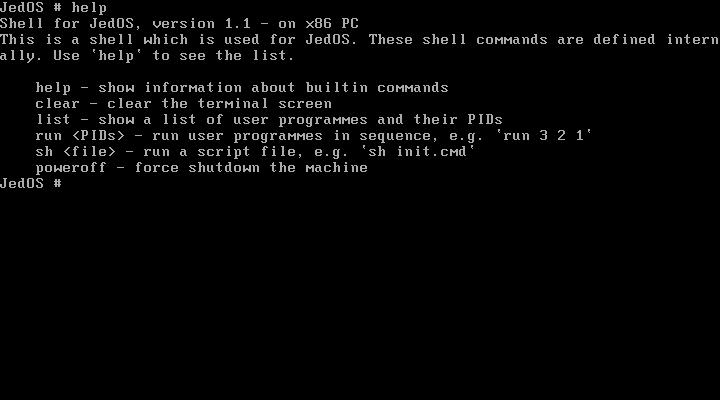 JedOS # help
Shell for JedOS, version 1.1 - on x86 PC
This is a shell which is used for JedOS. These shell commands are defined intern
ally. Use `help` to see the list.
help - show information about builtin commands
clear - clear the terminal screen
list - show a list of user programmes and their PIDs
run <PIDs> - run user programmes in sequence, e.g. `run 3 2 1`
sh <file> - run a script file, e.g. `sh init.cmd`
poweroff - force shutdown the machine
JedOS #